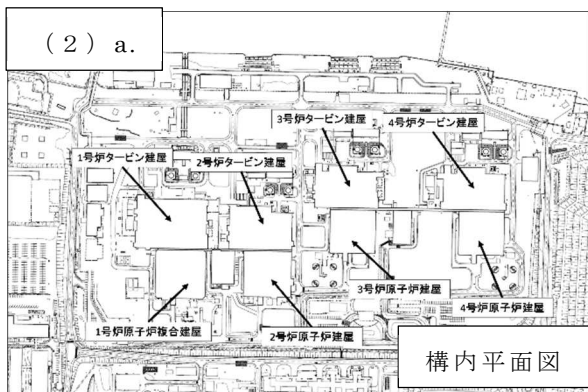 （２）a.
3号炉タービン建屋
4号炉タービン建屋
1号炉タービン建屋
2号炉タービン建屋
3号炉原子炉建屋
4号炉原子炉建屋
1号炉原子炉複合建屋
2号炉原子炉建屋
構内平面図